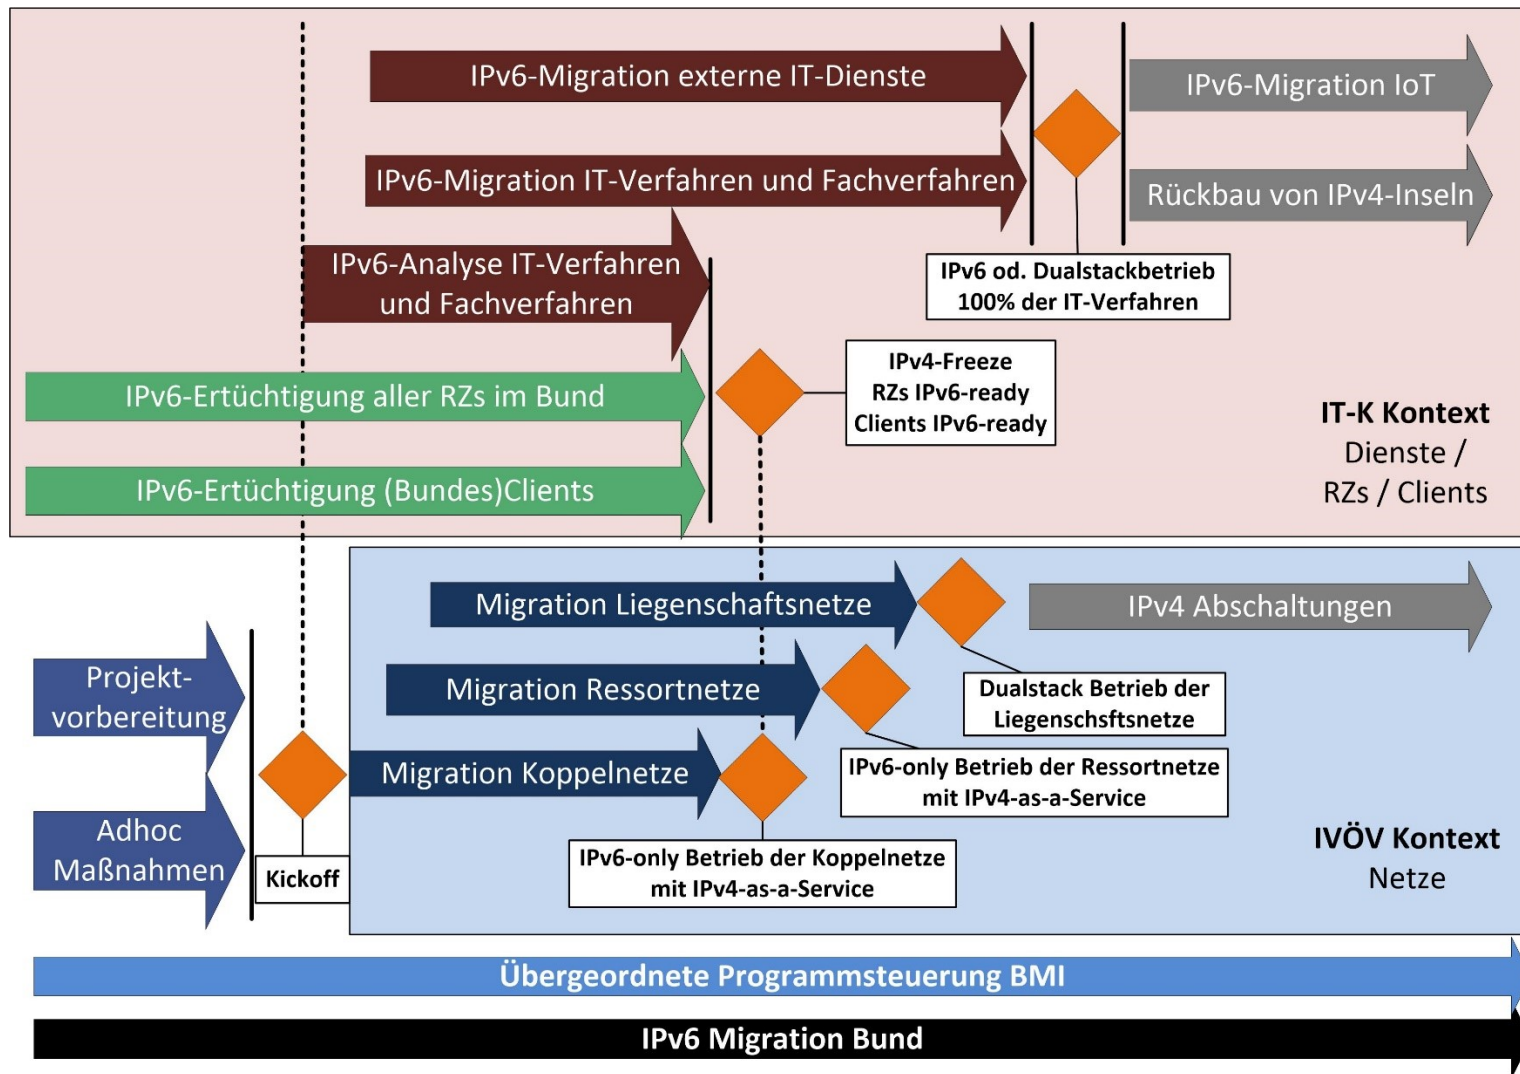 IPv6-Migration externe IT-Dienste
IPv6-Migration IoT
IPv6-Migration IT-Verfahren und Fachverfahren
Rückbau von IPv4-Inseln
IPv6-Analyse IT-Verfahren
und Fachverfahren
IPv6 od. Dualstackbetrieb
100% der IT-Verfahren
IPv6-Ertüchtigung aller RZs im Bund
IPv4-Freeze
RZs IPv6-ready
Clients IPv6-ready
IPv6-Ertüchtigung (Bundes)Clients
IT-K Kontext
Dienste /
RZs / Clients
Migration Liegenschaftsnetze
IPv4 Abschaltungen
Projekt-
vorbereitung
Migration Ressortnetze
Dualstack Betrieb der
Liegenschsftsnetze
Migration Koppelnetze
IPv6-only Betrieb der Ressortnetze
mit IPv4-as-a-Service
Adhoc
Maßnahmen
Kickoff
IPv6-only Betrieb der Koppelnetze
mit IPv4-as-a-Service
IVÖV Kontext
Netze
Übergeordnete Programmsteuerung BMI
IPv6 Migration Bund